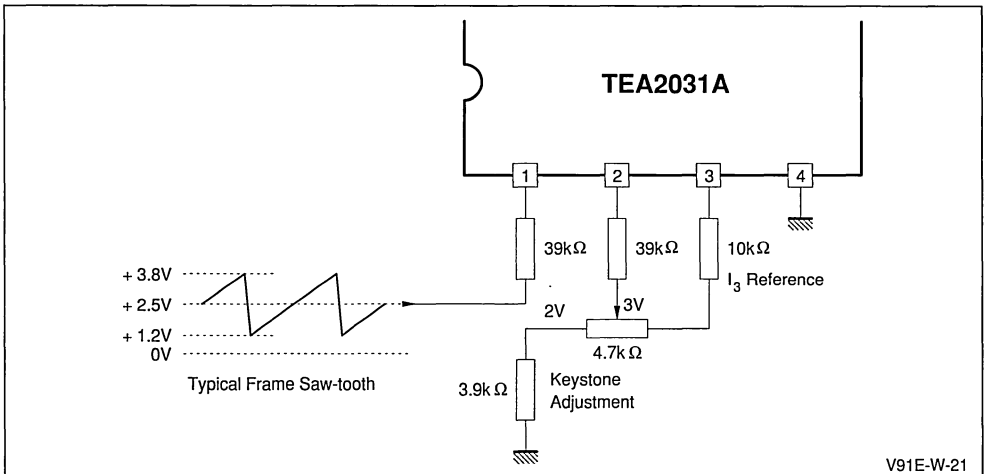 TEA2031A
1 2 3 4
39kΩ 39kΩ 10kΩ
I3 Reference
+ 3.8V
+ 2.5V
+ 1.2V
0V
2V 3V
4.7kΩ
Typical Frame Saw-tooth
3.9kΩ
Keystone
Adjustment
V91E-W-21